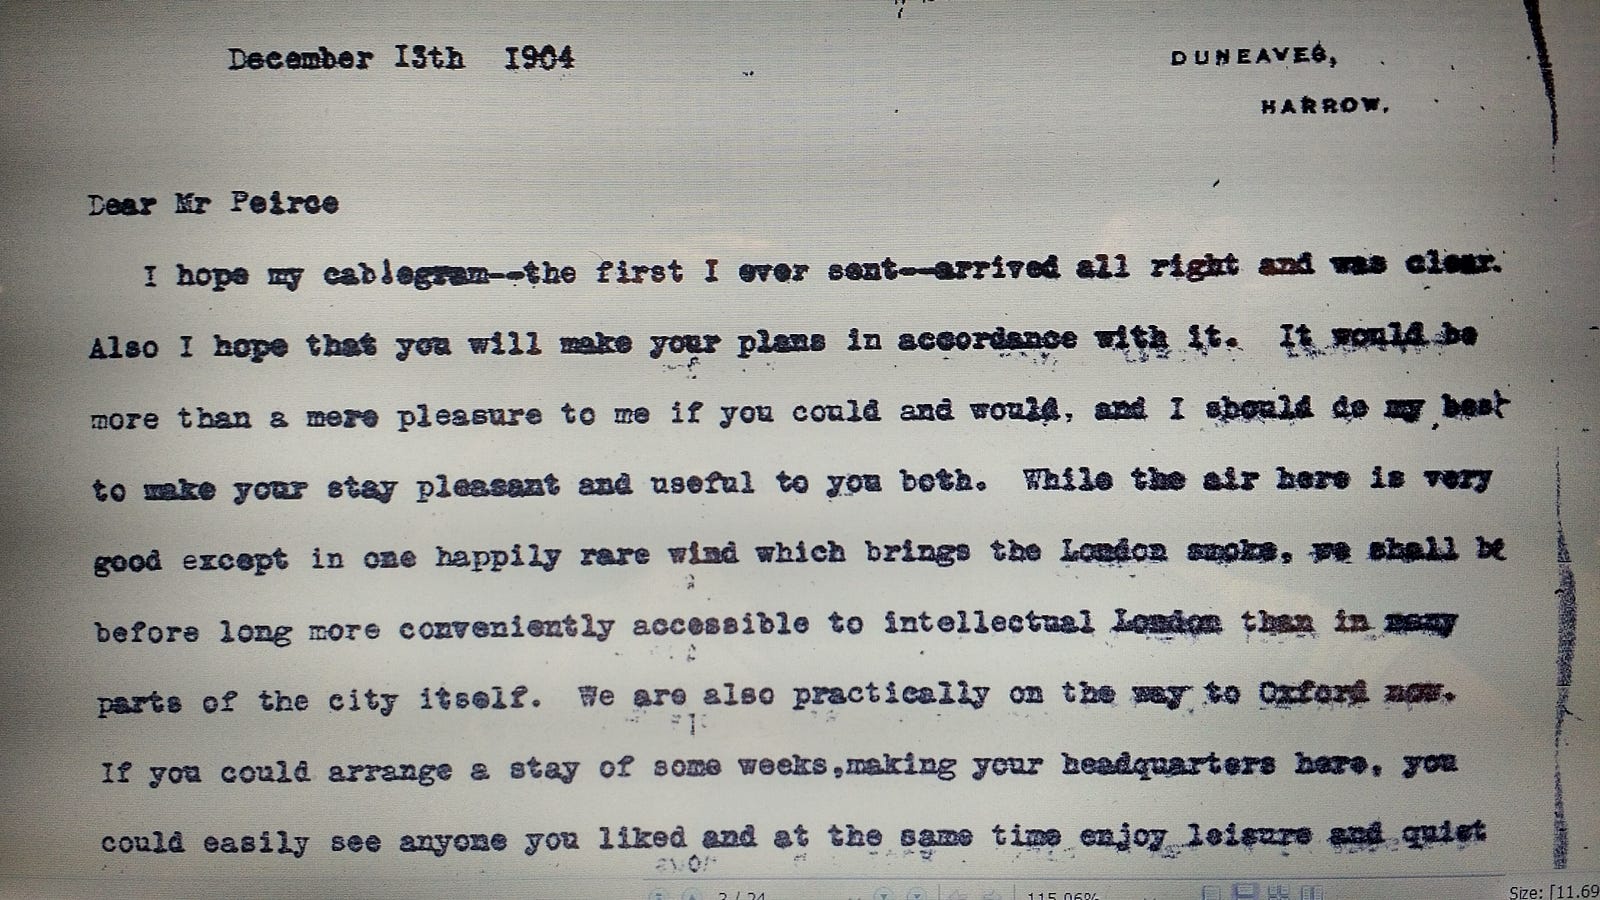 December 13th 1904
DUNEAVES,
HARROW.
Dear Mr Peirce
I hope my cablegram--the first I ever sent--arrived all right and was clear.
Also I hope that you will make your plans in accordance with it. It would be
more than a mere pleasure to me if you could and would, and I should do my best
to make your stay pleasant and useful to you both. While the air here is very
good except in one happily rare wind which brings the London smoke, we shall be
before long more conveniently accessible to intellectual London than in many
parts of the city itself. We are also practically on the way to Oxford now.
If you could arrange a stay of some weeks,making your headquarters here, you
could easily see anyone you liked and at the same time enjoy leisure and quiet
2 / 24
115.06%
Size: [11.69